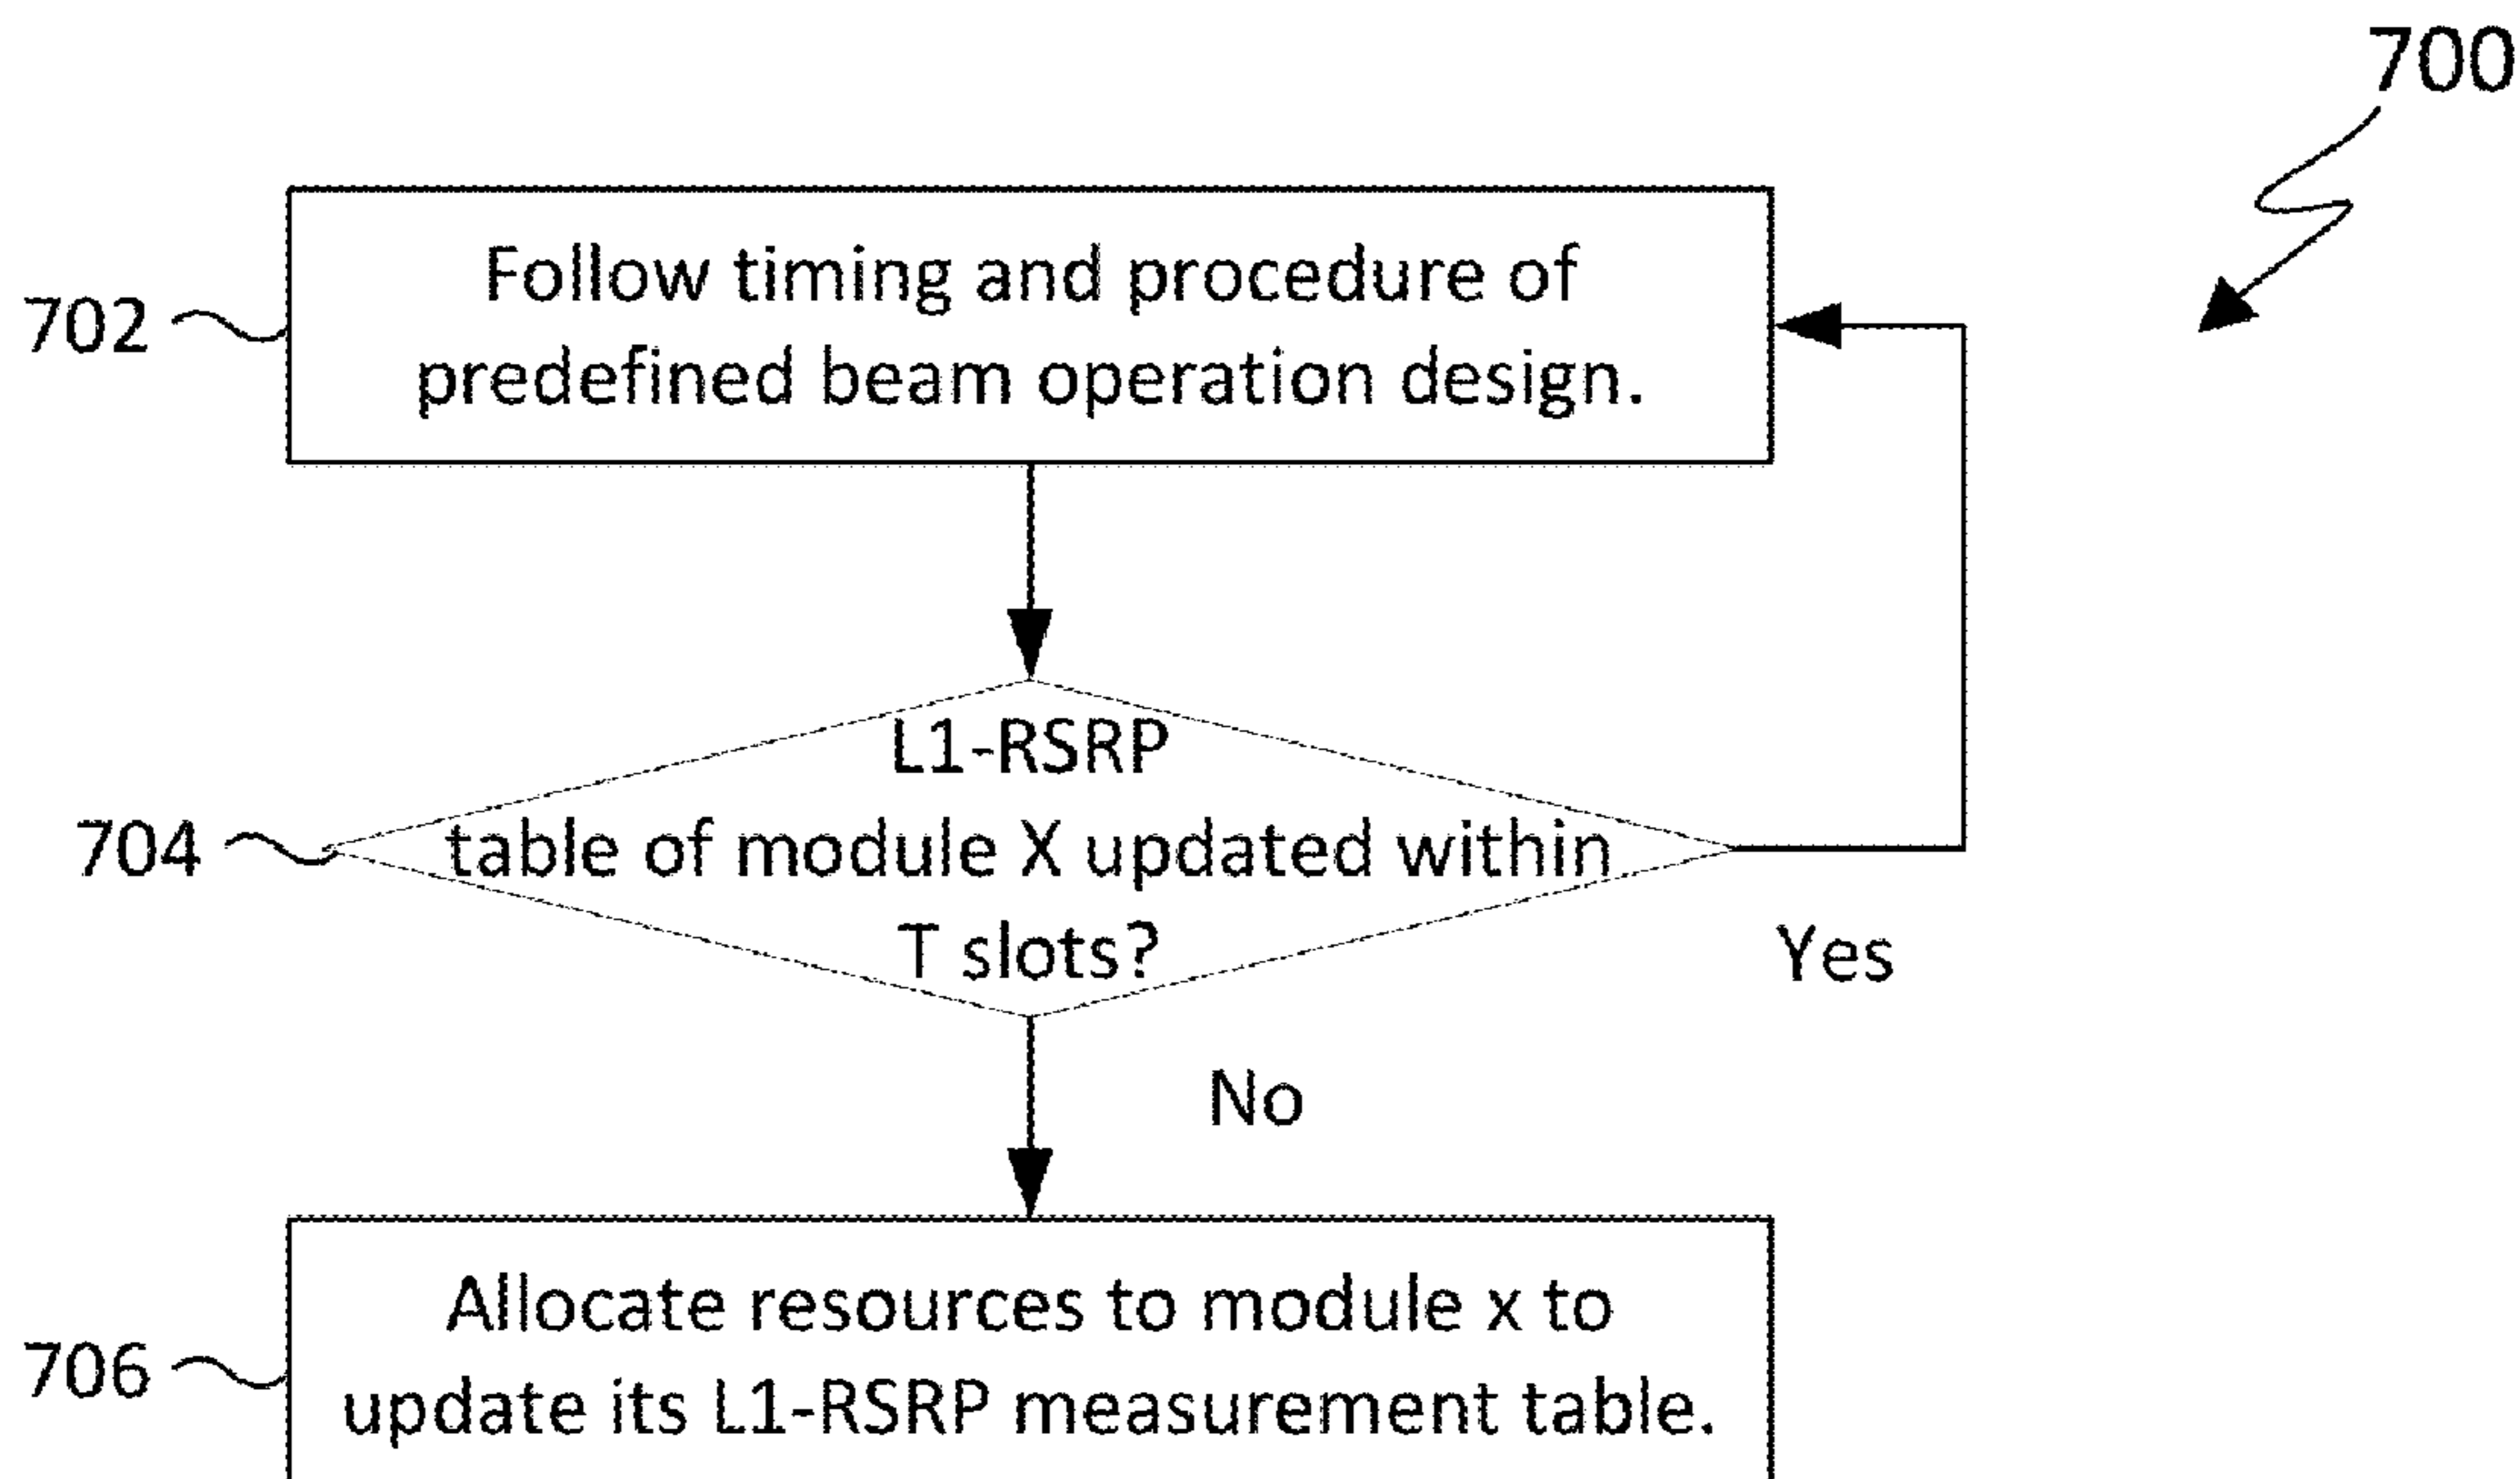 700
702
Follow timing and procedure of
predefined beam operation design.
704
L1-RSRP
table of module X updated within
T slots?
Yes
No
706
Allocate resources to module x to
update its L1-RSRP measurement table.